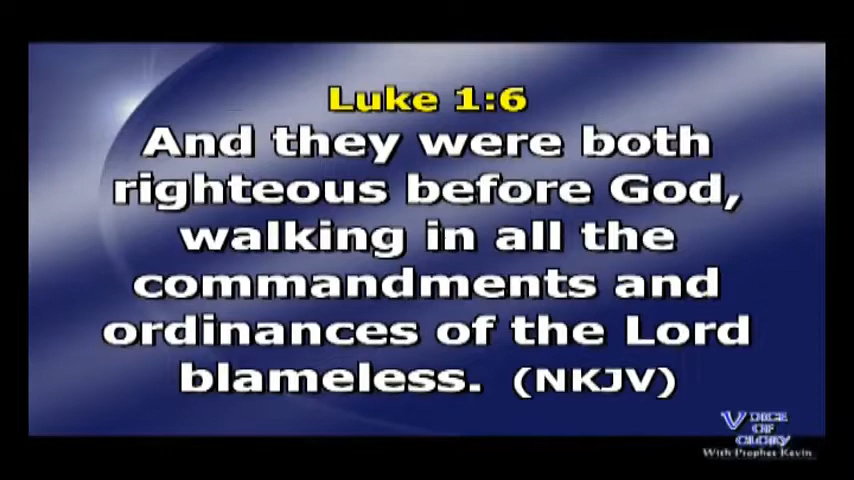 Luke 1:6
And they were both
righteous before God,
walking in all the
commandments and
ordinances of the Lord
blameless. (NKJV)
VOICE
OF
GLORY
With Prophet Kevin